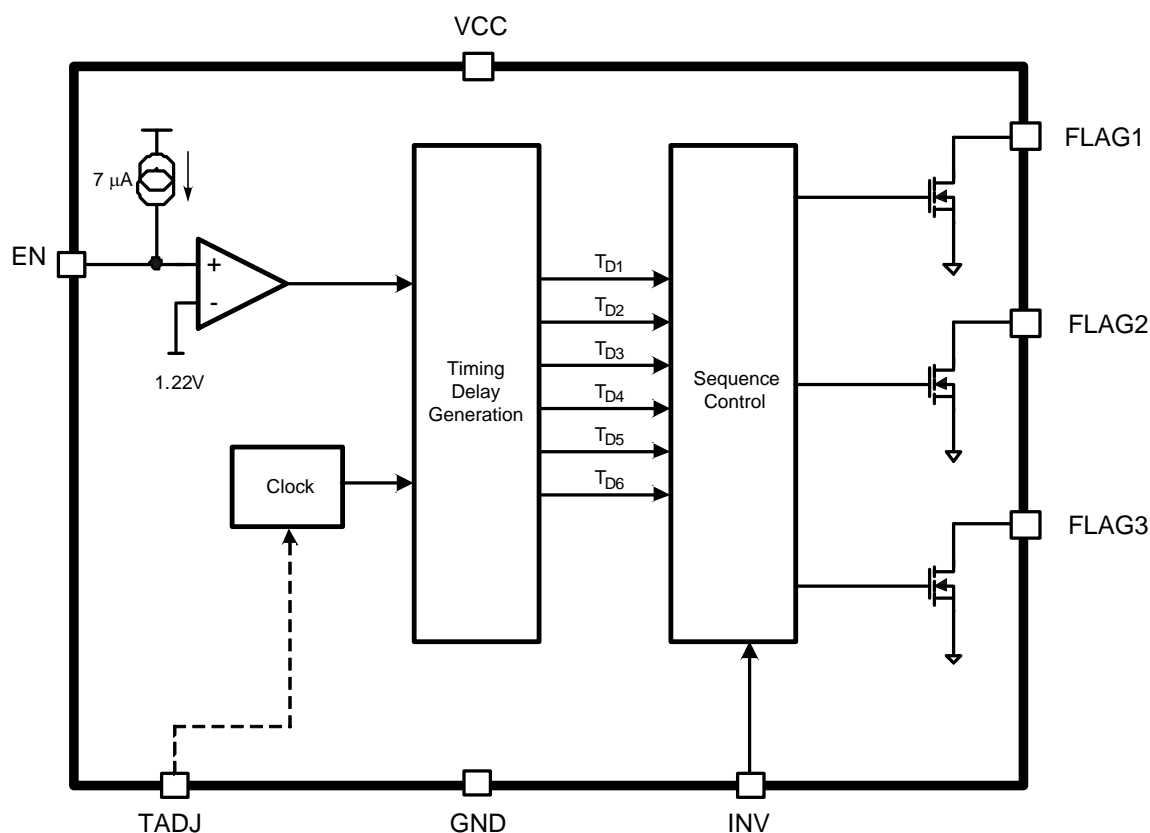 VCC
FLAG1
7 μA
EN
+
-
1.22V
T_D1
T_D2
T_D3
T_D4
T_D5
T_D6
Timing
Delay
Generation
Sequence
Control
FLAG2
Clock
FLAG3
TADJ
GND
INV